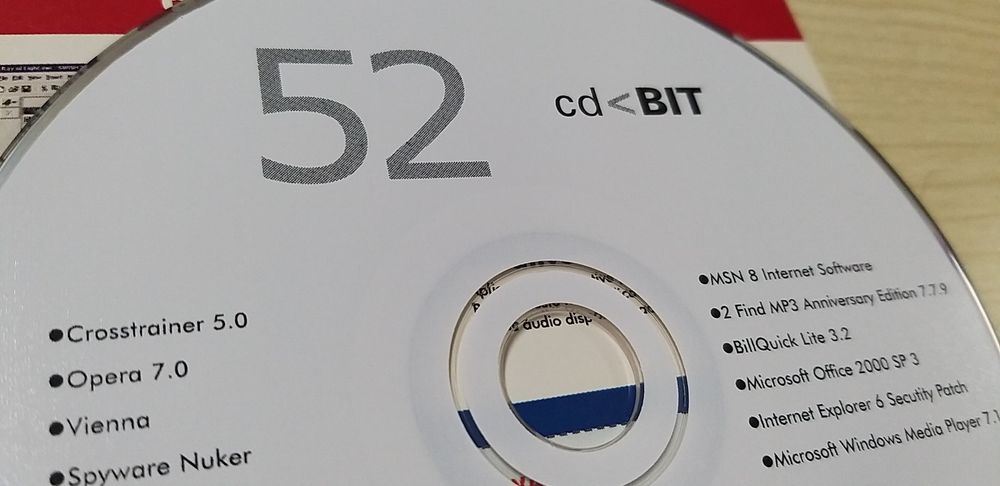 52
cd<BIT
●Crosstrainer 5.0
●Opera 7.0
●Vienna
●Spyware Nuker
●MSN 8 Internet Software
●2 Find MP3 Anniversary Edition 7.7.9
●BillQuick Lite 3.2
●Microsoft Office 2000 SP 3
●Internet Explorer 6 Secutity Patch
●Microsoft Windows Media Player 7.1
audio disp